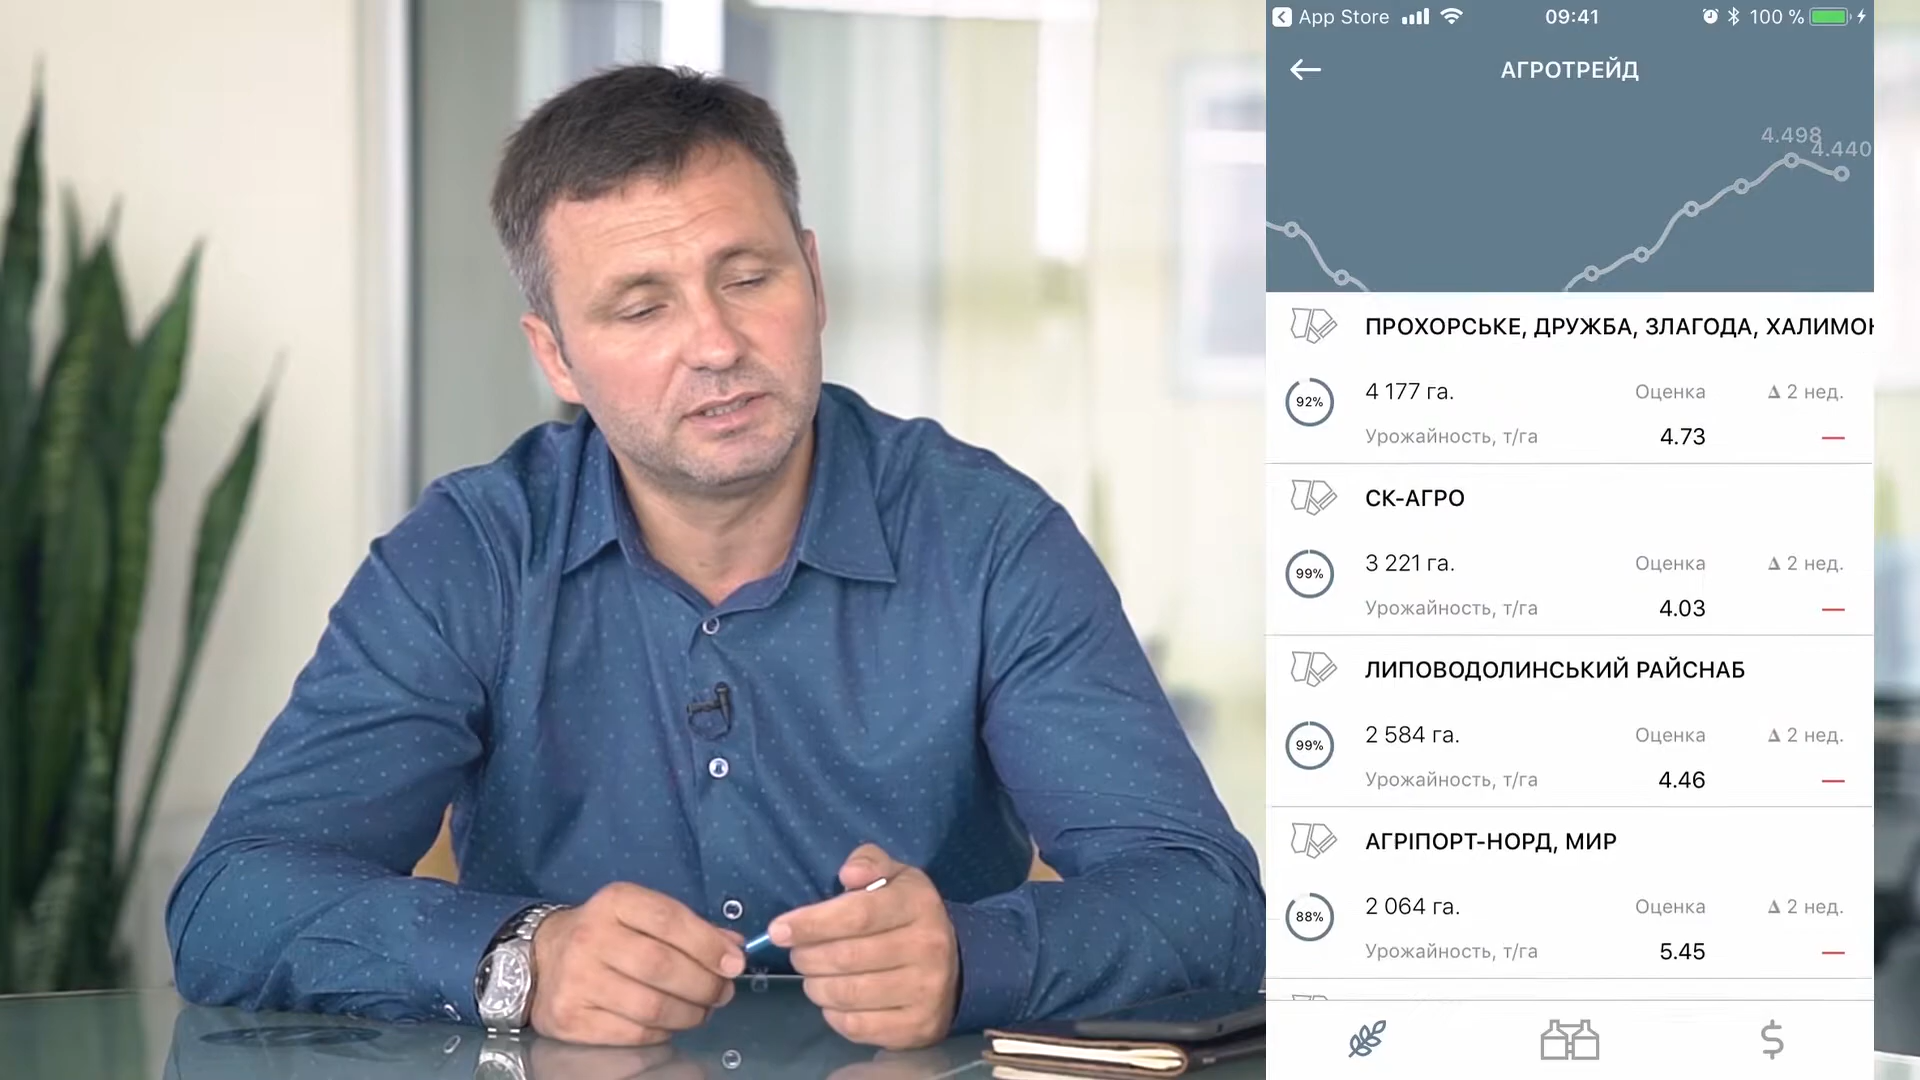 App Store 09:41 100 %
АГРОТРЕЙД
4.498
4.440
ПРОХОРСЬКЕ, ДРУЖБА, ЗЛАГОДА, ХАЛИМОН
92% 4 177 га. Оценка Δ 2 нед.
Урожайность, т/га 4.73 —
СК-АГРО
99% 3 221 га. Оценка Δ 2 нед.
Урожайность, т/га 4.03 —
ЛИПОВОДОЛИНСЬКИЙ РАЙСНАБ
99% 2 584 га. Оценка Δ 2 нед.
Урожайность, т/га 4.46 —
АГРІПОРТ-НОРД, МИР
88% 2 064 га. Оценка Δ 2 нед.
Урожайность, т/га 5.45 —
$